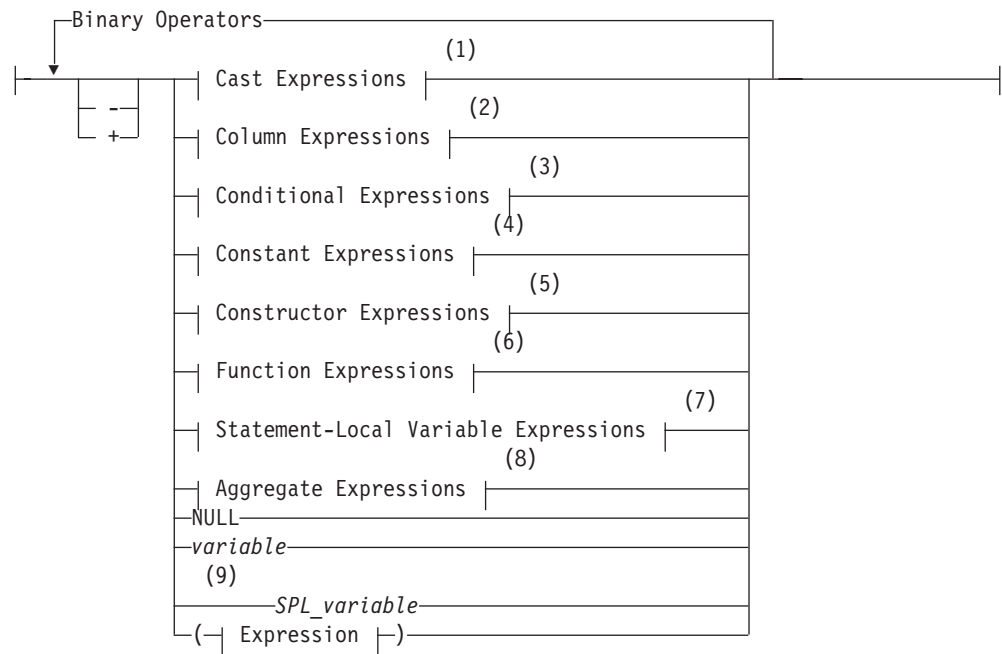 Binary Operators
(1)
Cast Expressions
-
(2)
+
Column Expressions
(3)
Conditional Expressions
(4)
Constant Expressions
(5)
Constructor Expressions
(6)
Function Expressions
(7)
Statement-Local Variable Expressions
(8)
Aggregate Expressions
NULL
variable
(9)
SPL_variable
( Expression )